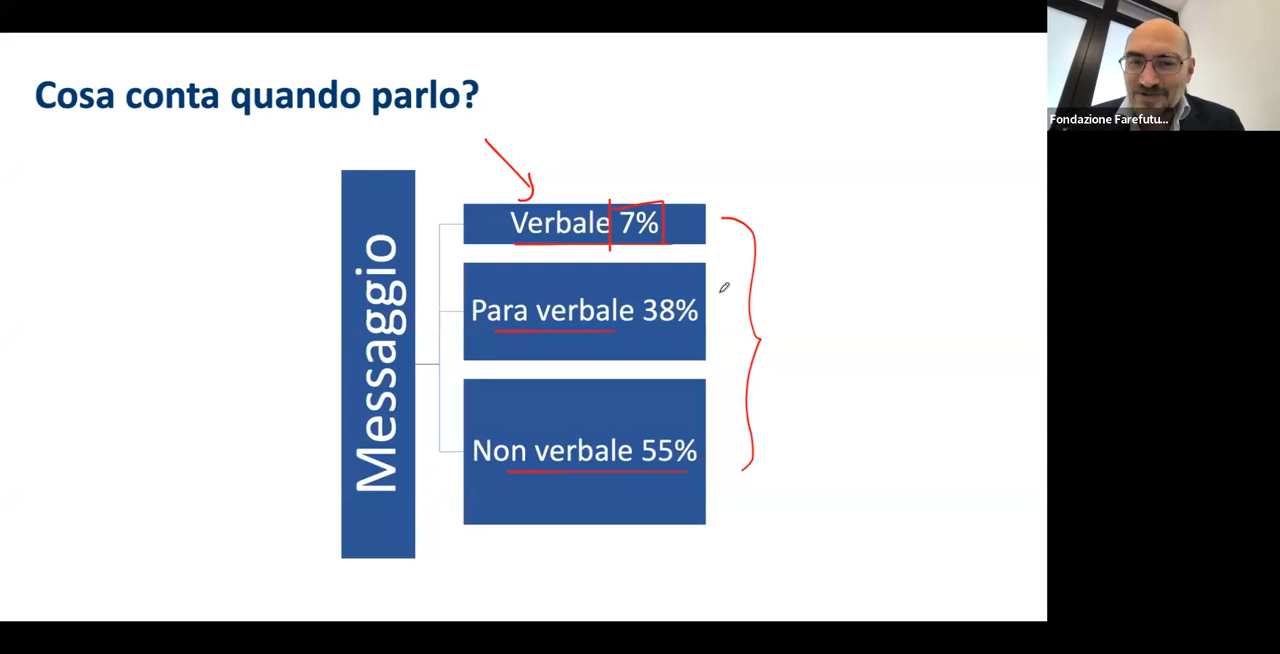 Cosa conta quando parlo?
Messaggio
Verbale 7%
Para verbale 38%
Non verbale 55%
Fondazione Farefutu...